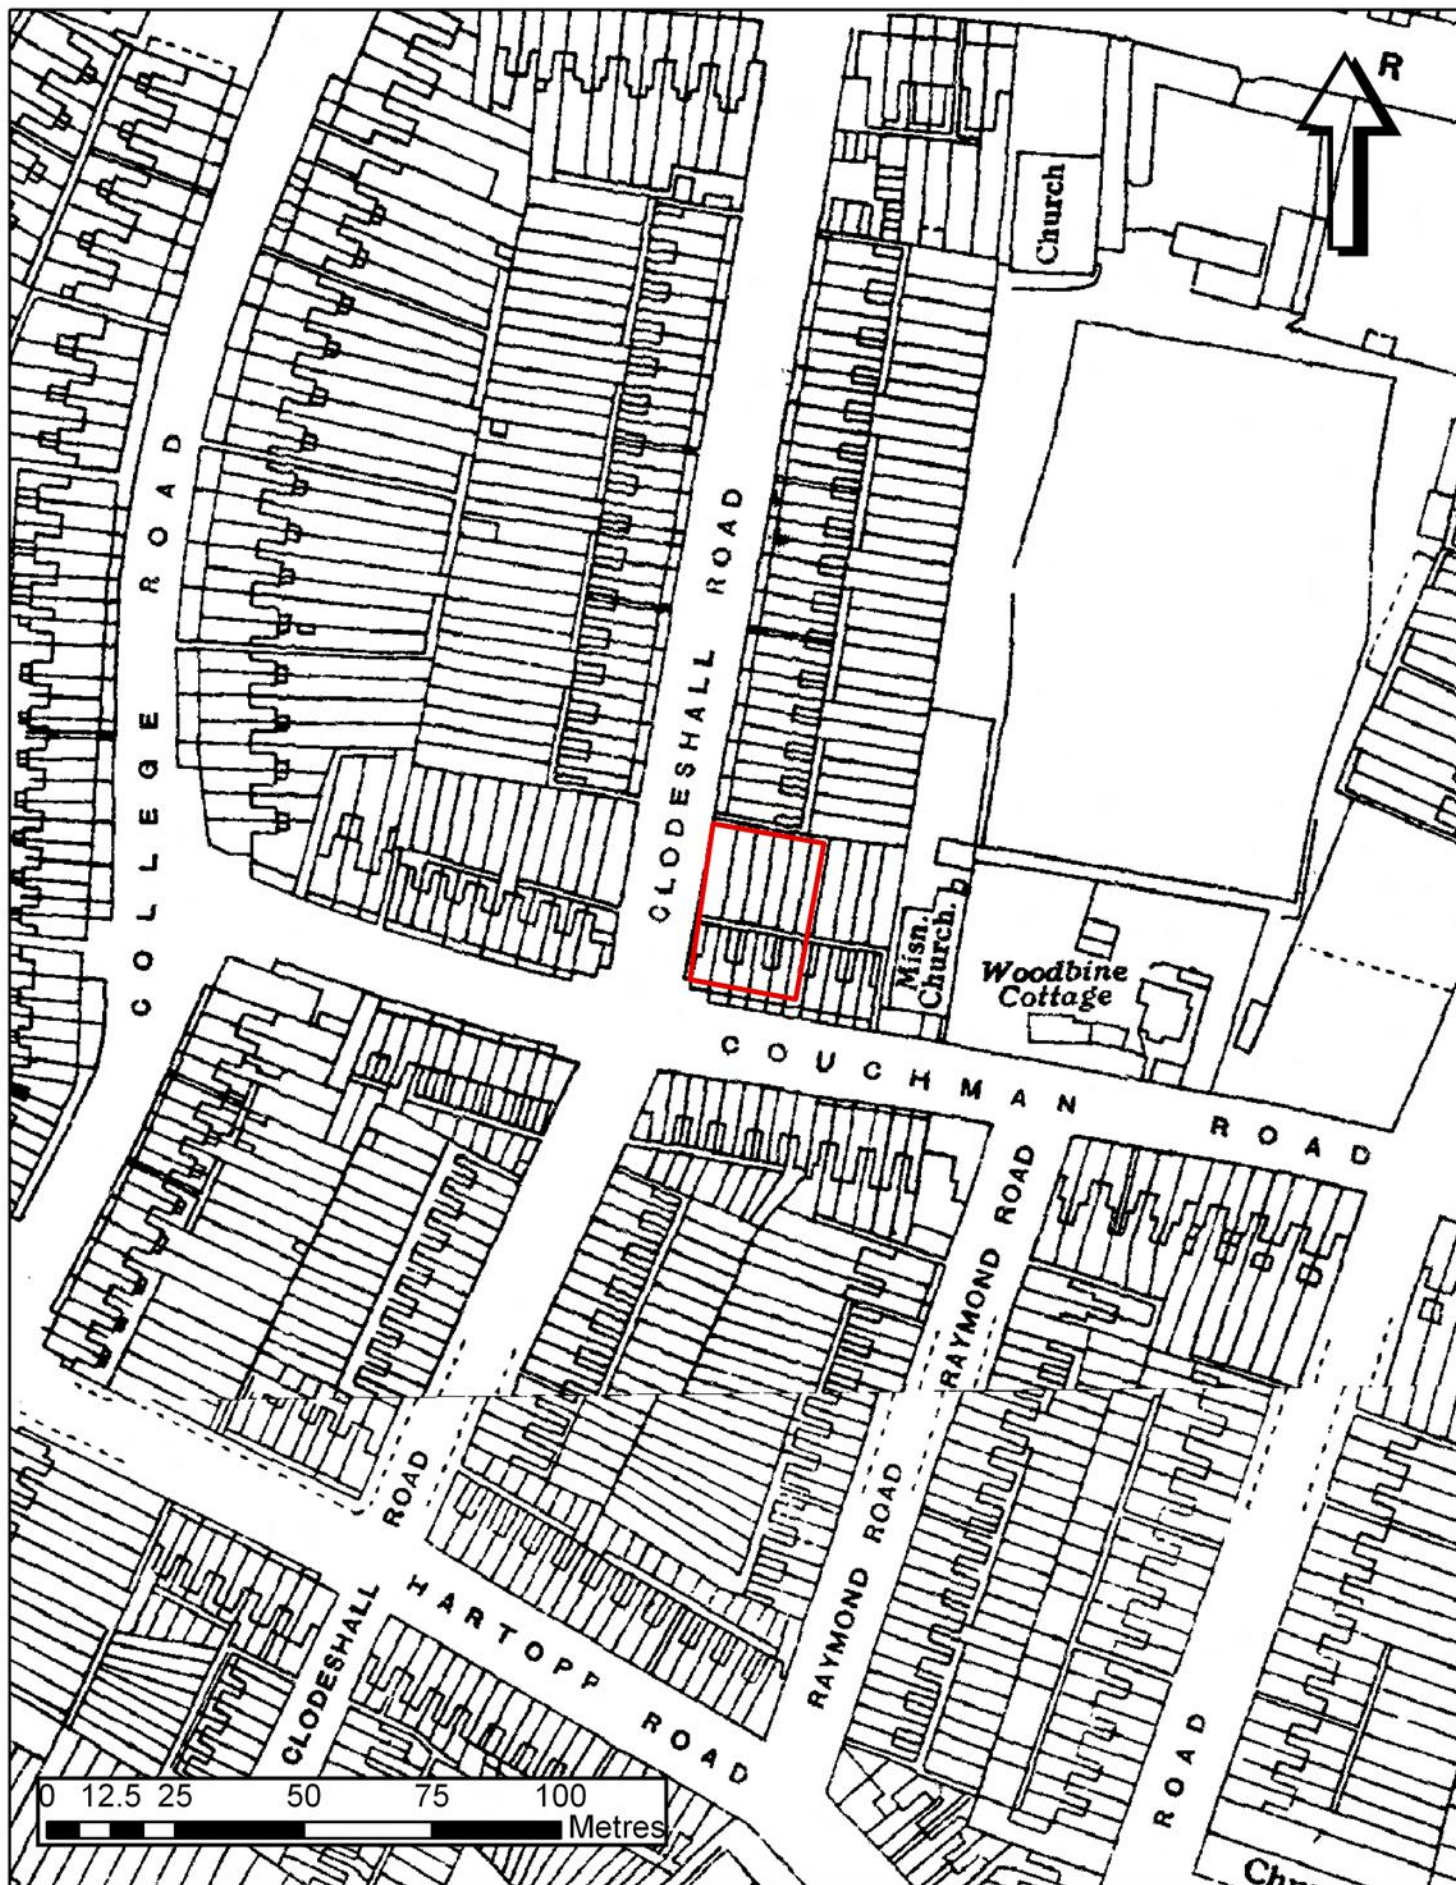 R
Church
COLLEGE ROAD
CLODESHALL ROAD
Misn.
Church.
Woodbine
Cottage
COUCHMAN ROAD
RAYMOND ROAD
RAYMOND ROAD
ROAD
CLODESHALL
HARTOPP ROAD
ROAD
0 12.5 25 50 75 100
Metres